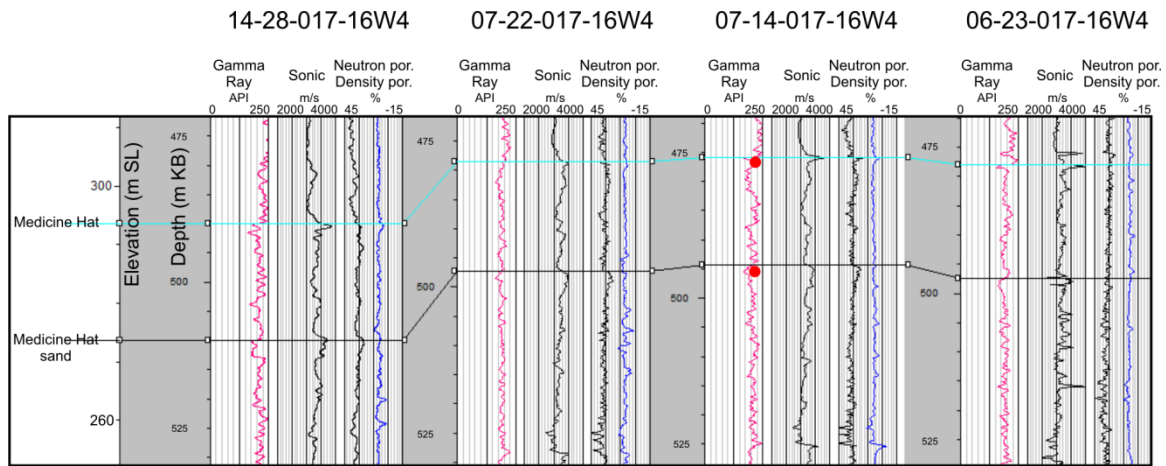 14-28-017-16W4 07-22-017-16W4 07-14-017-16W4 06-23-017-16W4
Gamma Ray API Sonic m/s Neutron por. Density por. %
0 250 2000 4000 45 -15
Gamma Ray API Sonic m/s Neutron por. Density por. %
0 250 2000 4000 45 -15
Gamma Ray API Sonic m/s Neutron por. Density por. %
0 250 2000 4000 45 -15
Gamma Ray API Sonic m/s Neutron por. Density por. %
0 250 2000 4000 45 -15
Elevation (m SL)
Depth (m KB)
300
260
Medicine Hat
Medicine Hat
sand
475
500
525
475
500
525
475
500
525
475
500
525